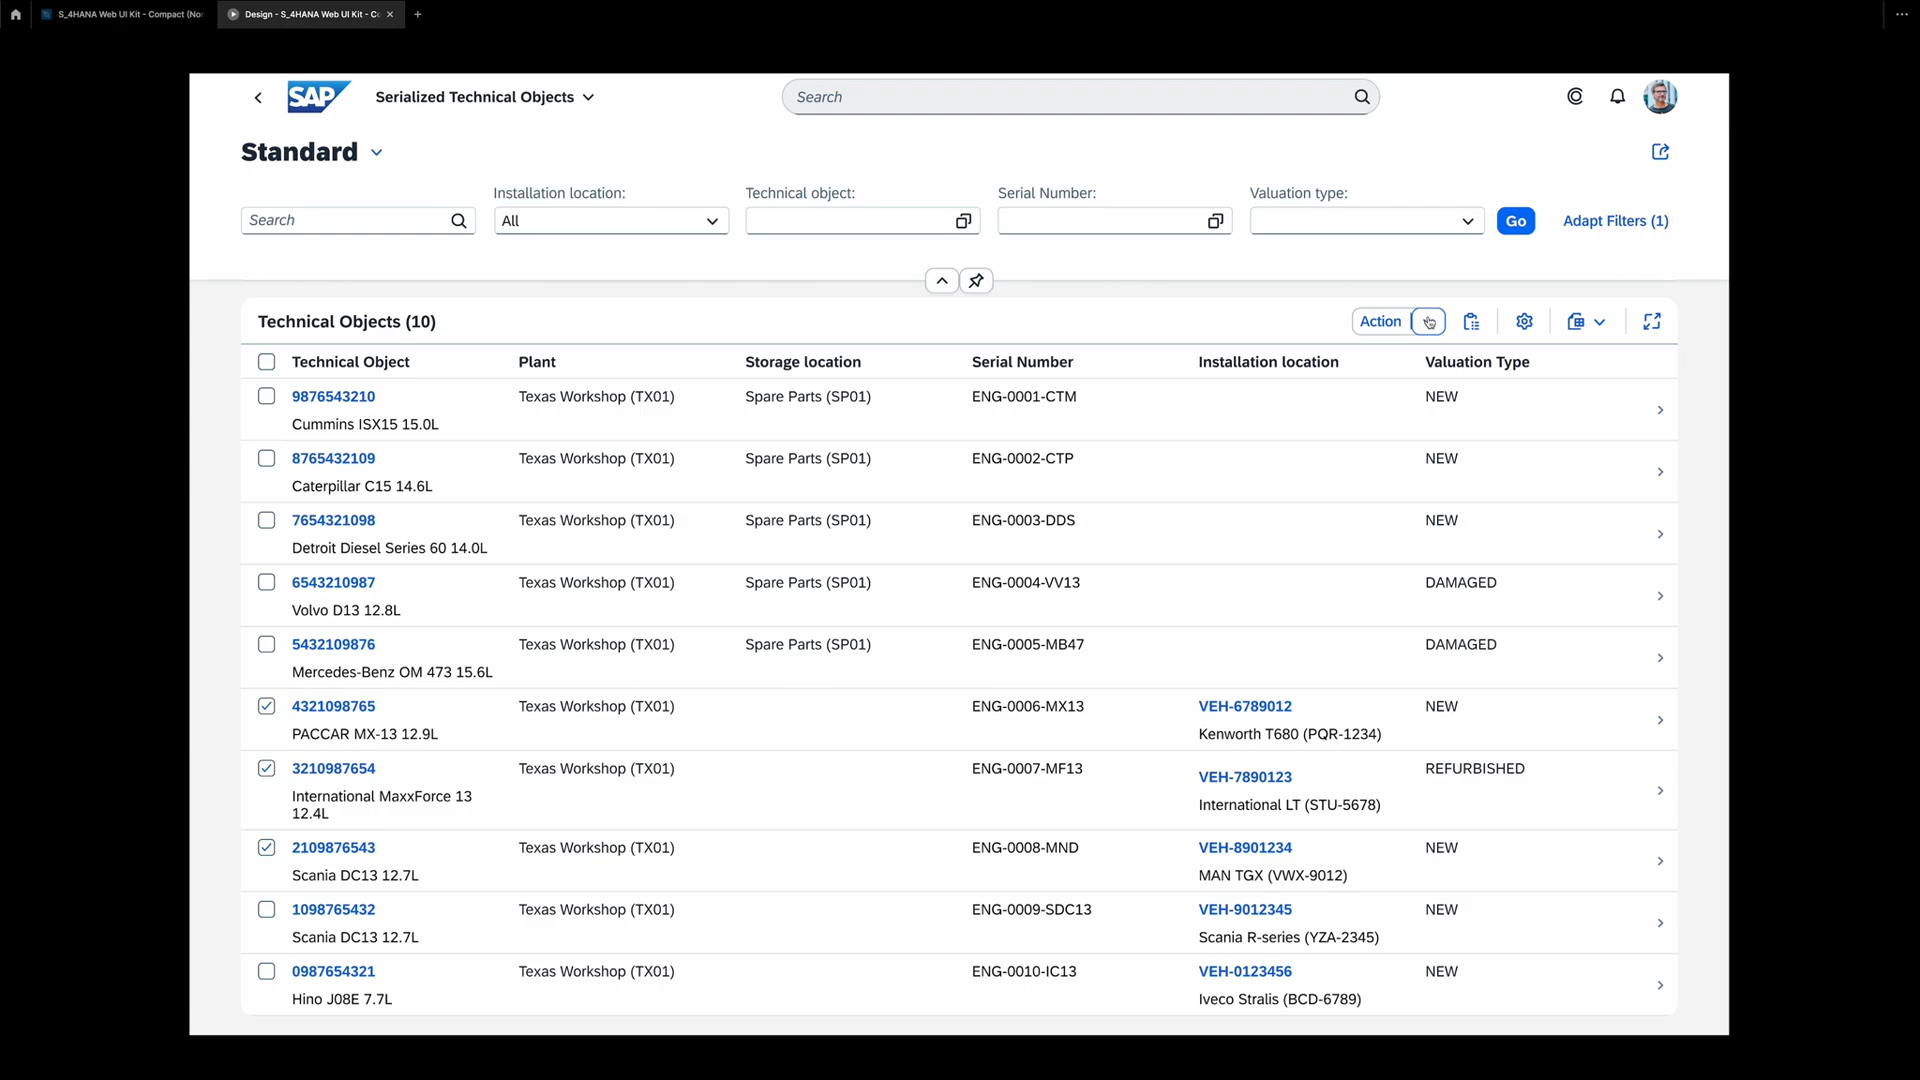 S_4HANA Web UI Kit - Compact (No
Design - S_4HANA Web UI Kit - C
SAP
Serialized Technical Objects
Search
Standard
Installation location:
Technical object:
Serial Number:
Valuation type:
Search
All
Go
Adapt Filters (1)
Technical Objects (10)
Action
Technical Object Plant Storage location Serial Number Installation location Valuation Type
9876543210 Texas Workshop (TX01) Spare Parts (SP01) ENG-0001-CTM NEW
Cummins ISX15 15.0L
8765432109 Texas Workshop (TX01) Spare Parts (SP01) ENG-0002-CTP NEW
Caterpillar C15 14.6L
7654321098 Texas Workshop (TX01) Spare Parts (SP01) ENG-0003-DDS NEW
Detroit Diesel Series 60 14.0L
6543210987 Texas Workshop (TX01) Spare Parts (SP01) ENG-0004-VV13 DAMAGED
Volvo D13 12.8L
5432109876 Texas Workshop (TX01) Spare Parts (SP01) ENG-0005-MB47 DAMAGED
Mercedes-Benz OM 473 15.6L
4321098765 Texas Workshop (TX01) ENG-0006-MX13 VEH-6789012 NEW
PACCAR MX-13 12.9L Kenworth T680 (PQR-1234)
3210987654 Texas Workshop (TX01) ENG-0007-MF13 VEH-7890123 REFURBISHED
International MaxxForce 13 International LT (STU-5678)
12.4L
2109876543 Texas Workshop (TX01) ENG-0008-MND VEH-8901234 NEW
Scania DC13 12.7L MAN TGX (VWX-9012)
1098765432 Texas Workshop (TX01) ENG-0009-SDC13 VEH-9012345 NEW
Scania DC13 12.7L Scania R-series (YZA-2345)
0987654321 Texas Workshop (TX01) ENG-0010-IC13 VEH-0123456 NEW
Hino J08E 7.7L Iveco Stralis (BCD-6789)